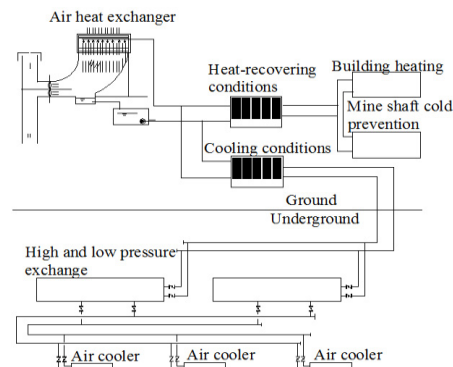 Air heat exchanger
Heat-recovering
conditions
Building heating
Mine shaft cold
prevention
Cooling conditions
Ground
Underground
High and low pressure
exchange
Air cooler
Air cooler
Air cooler